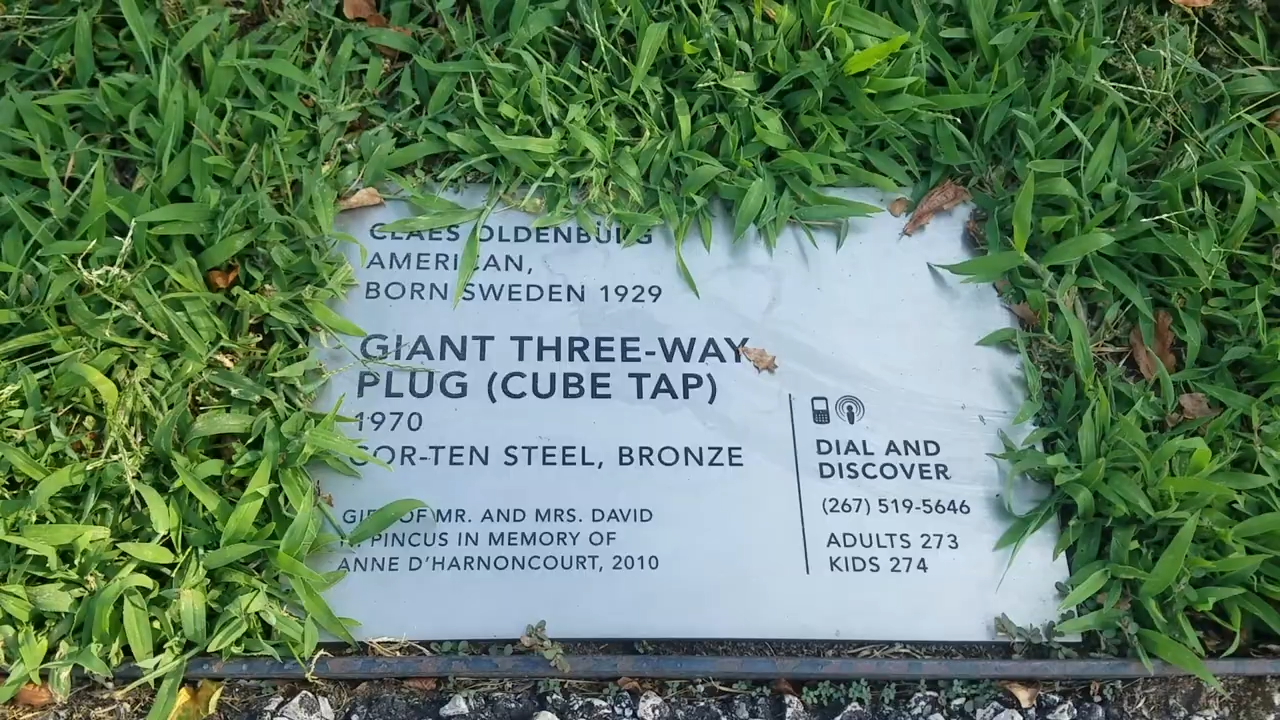 CLAES OLDENBURG
AMERICAN,
BORN SWEDEN 1929
GIANT THREE-WAY
PLUG (CUBE TAP)
1970
COR-TEN STEEL, BRONZE
GIFT OF MR. AND MRS. DAVID
N. PINCUS IN MEMORY OF
ANNE D'HARNONCOURT, 2010
DIAL AND
DISCOVER
(267) 519-5646
ADULTS 273
KIDS 274